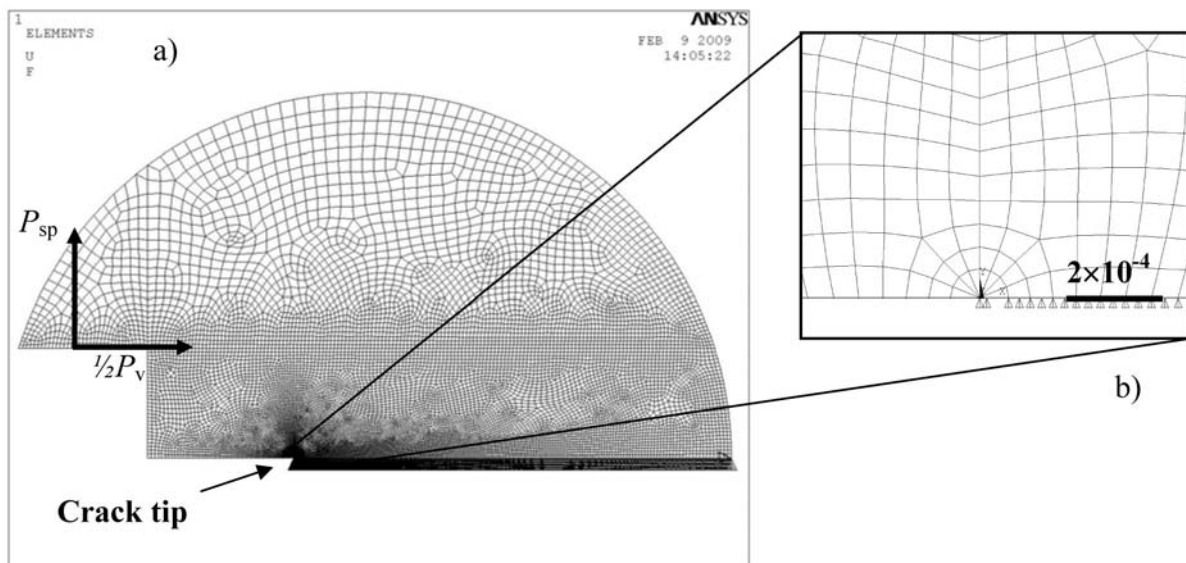 1
ELEMENTS
U
F
a)
ANSYS
FEB 9 2009
14:05:22
Psp
½Pv
X
Crack tip
Y
X
2×10-4
b)